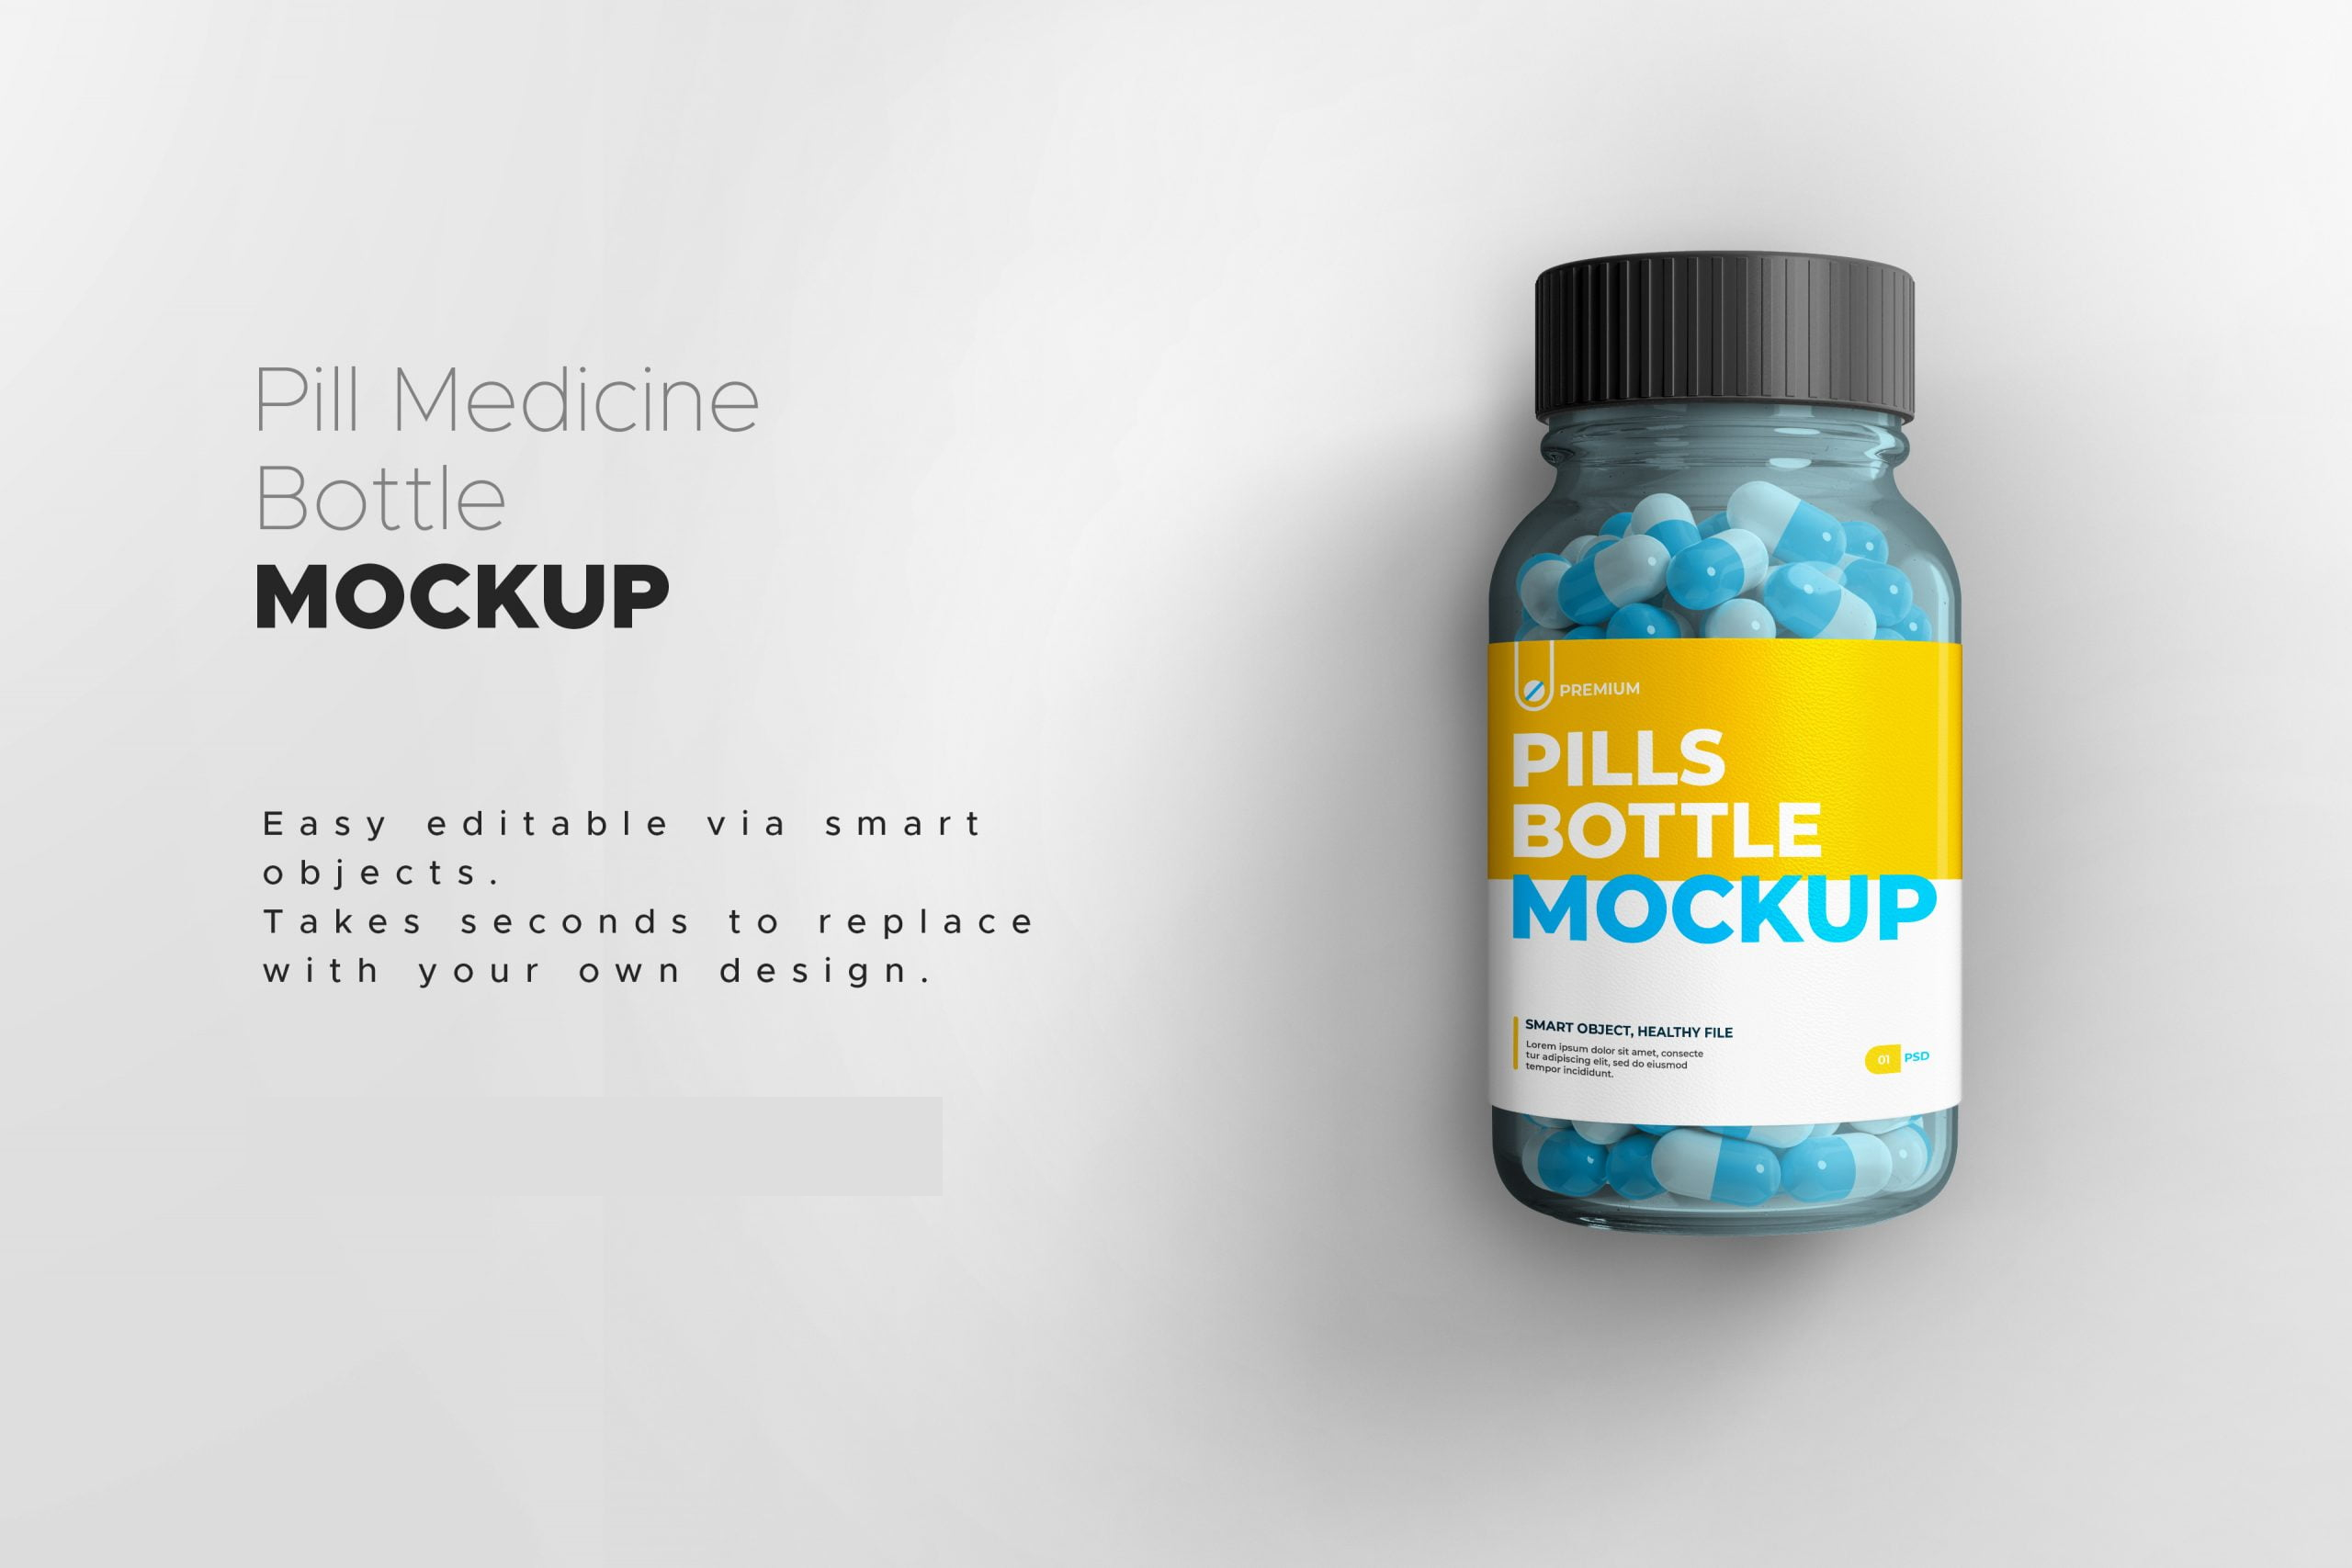 Pill Medicine
Bottle
MOCKUP
Easy editable via smart
objects.
Takes seconds to replace
with your own design.
PREMIUM
PILLS
BOTTLE
MOCKUP
SMART OBJECT, HEALTHY FILE
Lorem ipsum dolor sit amet, consecte
tur adipiscing elit, sed do eiusmod
tempor incididunt.
01 PSD